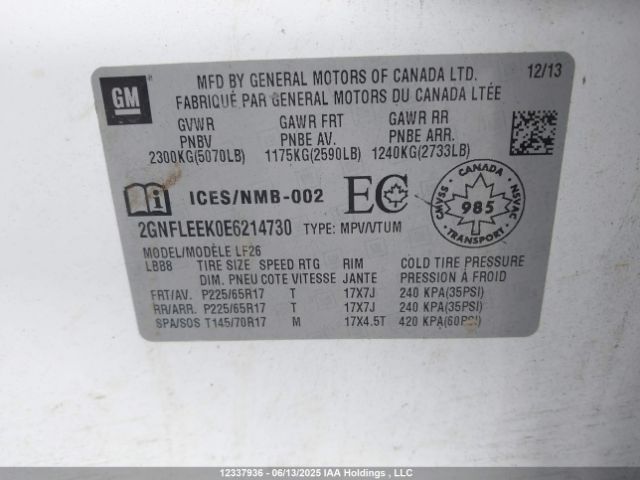 GM
MFD BY GENERAL MOTORS OF CANADA LTD. 12/13
FABRIQUÉ PAR GENERAL MOTORS DU CANADA LTÉE
GVWR GAWR FRT GAWR RR
PNBV PNBE AV. PNBE ARR.
2300KG(5070LB) 1175KG(2590LB) 1240KG(2733LB)
i ICES/NMB-002 EC
CANADA
CMVSS 985 NSVAC
TRANSPORT
2GNFLEEK0E6214730 TYPE: MPV/VTUM
MODEL/MODÈLE LF26
LBB8 TIRE SIZE SPEED RTG RIM COLD TIRE PRESSURE
DIM. PNEU COTE VITESSE JANTE PRESSION À FROID
FRT/AV. P225/65R17 T 17X7J 240 KPA(35PSI)
RR/ARR. P225/65R17 T 17X7J 240 KPA(35PSI)
SPA/SOS T145/70R17 M 17X4.5T 420 KPA(60PSI)
12337936 - 06/13/2025 IAA Holdings , LLC